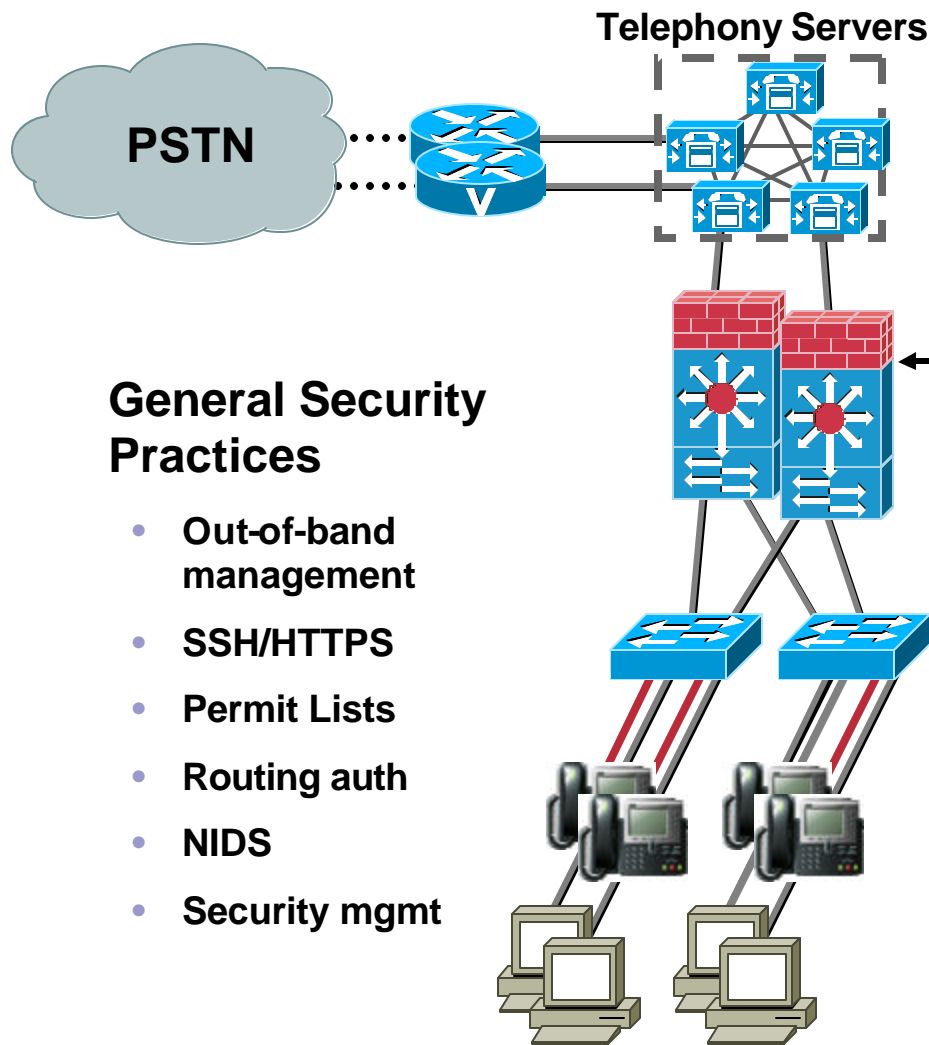 Telephony Servers
PSTN
V
General Security
Practices
• Out-of-band
management
• SSH/HTTPS
• Permit Lists
• Routing auth
• NIDS
• Security mgmt